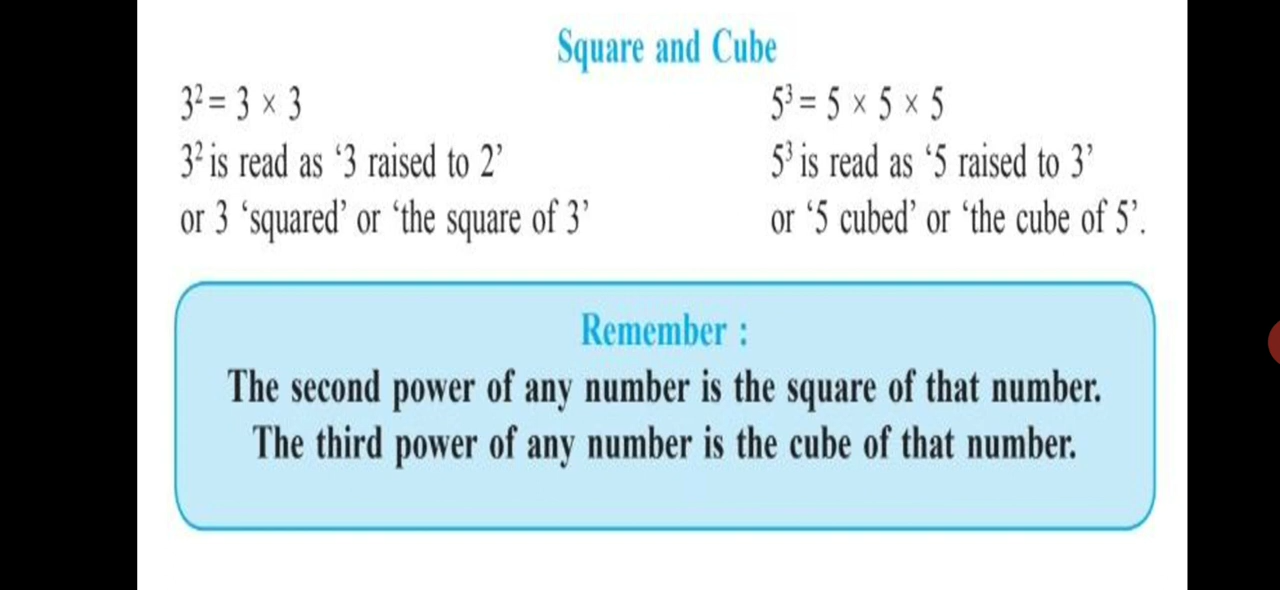 Square and Cube
3² = 3 × 3
3² is read as ‘3 raised to 2’
or 3 ‘squared’ or ‘the square of 3’
5³ = 5 × 5 × 5
5³ is read as ‘5 raised to 3’
or ‘5 cubed’ or ‘the cube of 5’.
Remember :
The second power of any number is the square of that number.
The third power of any number is the cube of that number.